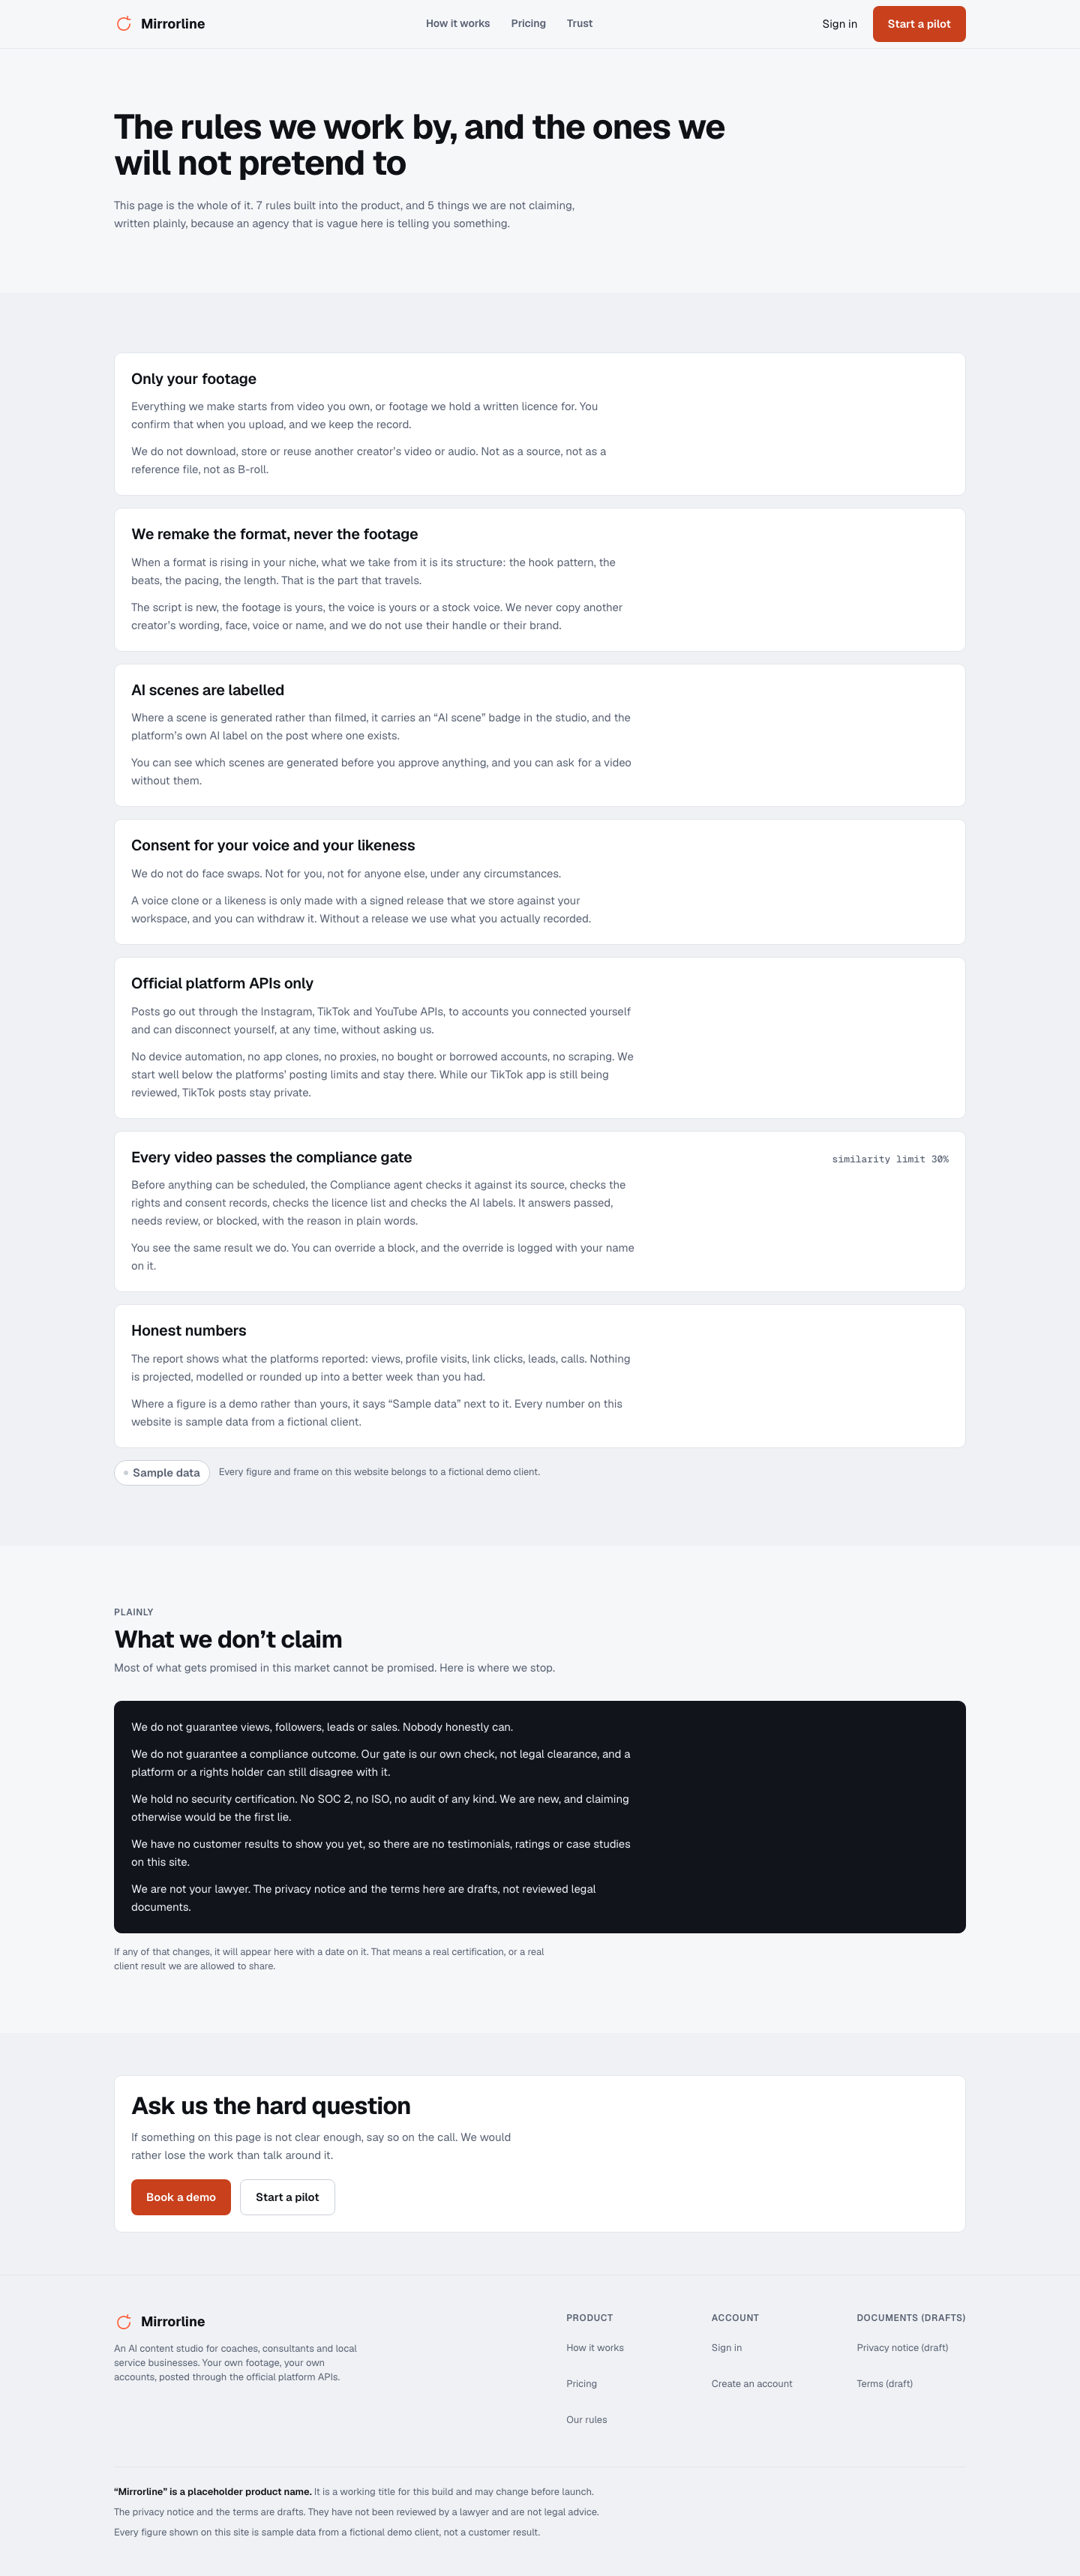 Mirrorline
How it works
Pricing
Trust
Sign in
Start a pilot
The rules we work by, and the ones we
will not pretend to
This page is the whole of it. 7 rules built into the product, and 5 things we are not claiming,
written plainly, because an agency that is vague here is telling you something.
Only your footage
Everything we make starts from video you own, or footage we hold a written licence for. You
confirm that when you upload, and we keep the record.
We do not download, store or reuse another creator’s video or audio. Not as a source, not as a
reference file, not as B-roll.
We remake the format, never the footage
When a format is rising in your niche, what we take from it is its structure: the hook pattern, the
beats, the pacing, the length. That is the part that travels.
The script is new, the footage is yours, the voice is yours or a stock voice. We never copy another
creator’s wording, face, voice or name, and we do not use their handle or their brand.
AI scenes are labelled
Where a scene is generated rather than filmed, it carries an “AI scene” badge in the studio, and the
platform’s own AI label on the post where one exists.
You can see which scenes are generated before you approve anything, and you can ask for a video
without them.
Consent for your voice and your likeness
We do not do face swaps. Not for you, not for anyone else, under any circumstances.
A voice clone or a likeness is only made with a signed release that we store against your
workspace, and you can withdraw it. Without a release we use what you actually recorded.
Official platform APIs only
Posts go out through the Instagram, TikTok and YouTube APIs, to accounts you connected yourself
and can disconnect yourself, at any time, without asking us.
No device automation, no app clones, no proxies, no bought or borrowed accounts, no scraping. We
start well below the platforms’ posting limits and stay there. While our TikTok app is still being
reviewed, TikTok posts stay private.
Every video passes the compliance gate
similarity limit 30%
Before anything can be scheduled, the Compliance agent checks it against its source, checks the
rights and consent records, checks the licence list and checks the AI labels. It answers passed,
needs review, or blocked, with the reason in plain words.
You see the same result we do. You can override a block, and the override is logged with your name
on it.
Honest numbers
The report shows what the platforms reported: views, profile visits, link clicks, leads, calls. Nothing
is projected, modelled or rounded up into a better week than you had.
Where a figure is a demo rather than yours, it says “Sample data” next to it. Every number on this
website is sample data from a fictional client.
Sample data
Every figure and frame on this website belongs to a fictional demo client.
PLAINLY
What we don’t claim
Most of what gets promised in this market cannot be promised. Here is where we stop.
We do not guarantee views, followers, leads or sales. Nobody honestly can.
We do not guarantee a compliance outcome. Our gate is our own check, not legal clearance, and a
platform or a rights holder can still disagree with it.
We hold no security certification. No SOC 2, no ISO, no audit of any kind. We are new, and claiming
otherwise would be the first lie.
We have no customer results to show you yet, so there are no testimonials, ratings or case studies
on this site.
We are not your lawyer. The privacy notice and the terms here are drafts, not reviewed legal
documents.
If any of that changes, it will appear here with a date on it. That means a real certification, or a real
client result we are allowed to share.
Ask us the hard question
If something on this page is not clear enough, say so on the call. We would
rather lose the work than talk around it.
Book a demo
Start a pilot
Mirrorline
An AI content studio for coaches, consultants and local
service businesses. Your own footage, your own
accounts, posted through the official platform APIs.
PRODUCT
How it works
Pricing
Our rules
ACCOUNT
Sign in
Create an account
DOCUMENTS (DRAFTS)
Privacy notice (draft)
Terms (draft)
“Mirrorline” is a placeholder product name. It is a working title for this build and may change before launch.
The privacy notice and the terms are drafts. They have not been reviewed by a lawyer and are not legal advice.
Every figure shown on this site is sample data from a fictional demo client, not a customer result.